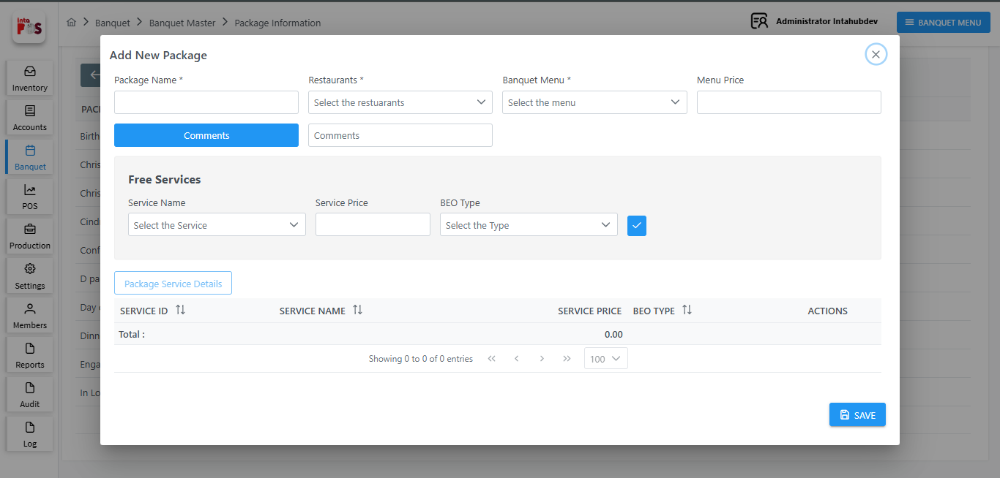 Inta
POS
Banquet
Banquet Master
Package Information
Administrator Intahubdev
BANQUET MENU
Inventory
Accounts
Banquet
POS
Production
Settings
Members
Reports
Audit
Log
PACK
Birth
Chris
Chris
Cind
Conf
D pa
Day
Dinn
Enga
In Lo
Add New Package
Package Name *
Restaurants *
Banquet Menu *
Menu Price
Select the restuarants
Select the menu
Comments
Comments
Free Services
Service Name
Service Price
BEO Type
Select the Service
Select the Type
Package Service Details
SERVICE ID
SERVICE NAME
SERVICE PRICE
BEO TYPE
ACTIONS
Total :
0.00
Showing 0 to 0 of 0 entries
100
SAVE